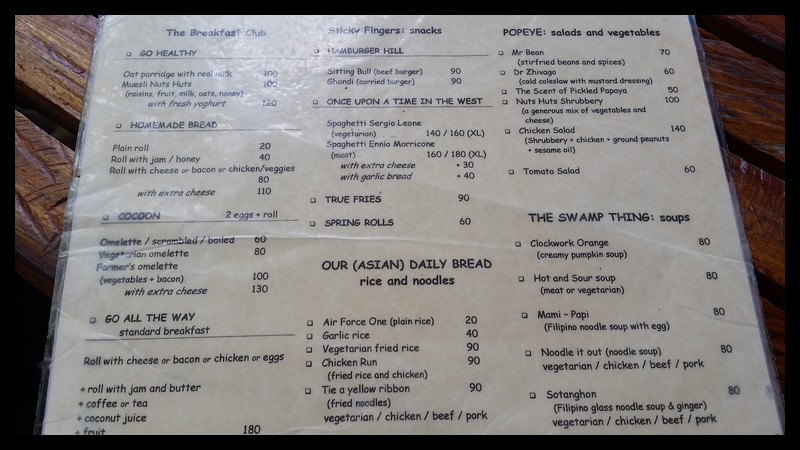 The Breakfast Club
GO HEALTHY
Oat porridge with real milk 100
Muesli Nuts Huts 100
(raisins, fruit, milk, oats, honey)
with fresh yoghurt 120
HOMEMADE BREAD
Plain roll 20
Roll with jam / honey 40
Roll with cheese or bacon or chicken/veggies
80
with extra cheese 110
COCOON 2 eggs + roll
Omelette / scrambled / boiled 60
Vegetarian omelette 80
Farmer's omelette
(vegetables + bacon) 100
with extra cheese 130
GO ALL THE WAY
standard breakfast
Roll with cheese or bacon or chicken or eggs
+ roll with jam and butter
+ coffee or tea
+ coconut juice
+ fruit 180
Sticky Fingers: snacks
HAMBURGER HILL
Sitting Bull (beef burger) 90
Ghandi (curried burger) 90
ONCE UPON A TIME IN THE WEST
Spaghetti Sergio Leone
(vegetarian) 140 / 160 (XL)
Spaghetti Ennio Morricone
(meat) 160 / 180 (XL)
with extra cheese + 30
with garlic bread + 40
TRUE FRIES 90
SPRING ROLLS 60
OUR (ASIAN) DAILY BREAD
rice and noodles
Air Force One (plain rice) 20
Garlic rice 40
Vegetarian fried rice 90
Chicken Run 90
(fried rice and chicken)
Tie a yellow ribbon 90
(fried noodles)
vegetarian / chicken / beef / pork
POPEYE: salads and vegetables
Mr Bean 70
(stirfried beans and spices)
Dr Zhivago 60
(cold coleslaw with mustard dressing)
The Scent of Pickled Papaya 50
Nuts Huts Shrubbery 100
(a generous mix of vegetables and
cheese)
Chicken Salad 140
(Shrubbery + chicken + ground peanuts
+ sesame oil)
Tomato Salad 60
THE SWAMP THING: soups
Clockwork Orange 80
(creamy pumpkin soup)
Hot and Sour soup 80
(meat or vegetarian)
Mami - Papi 80
(Filipino noodle soup with egg)
Noodle it out (noodle soup) 80
vegetarian / chicken / beef / pork
Sotanghon 80
(Filipino glass noodle soup & ginger)
vegetarian / chicken / beef / pork